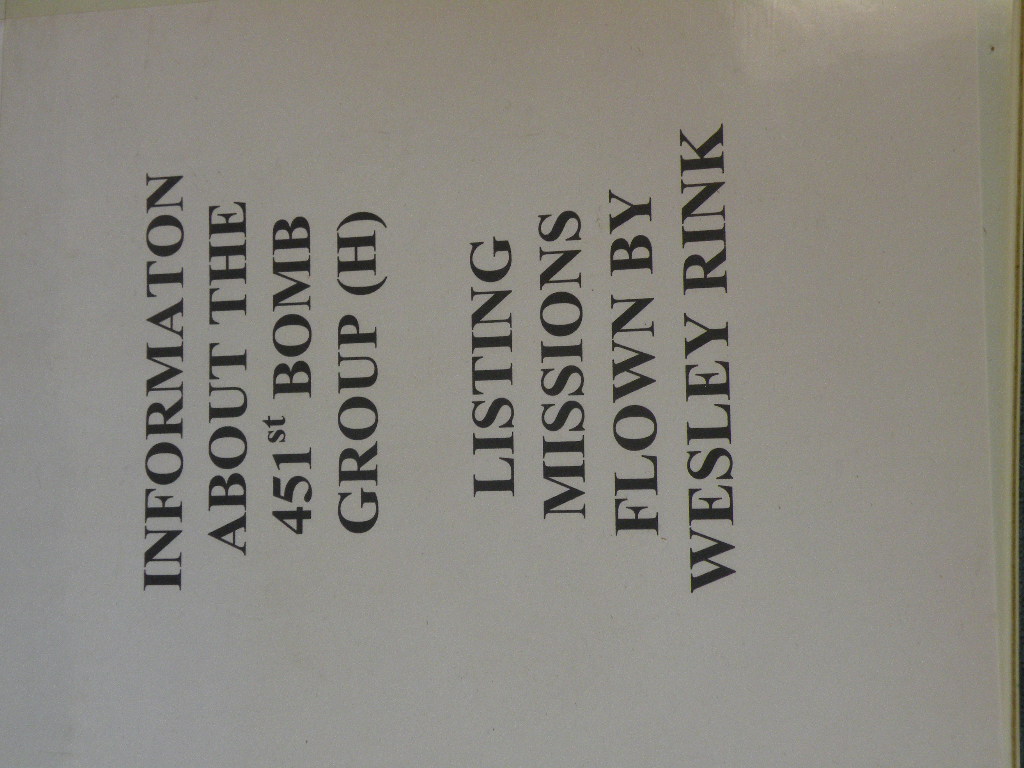 INFORMATON
ABOUT THE
451st BOMB
GROUP (H)
LISTING
MISSIONS
FLOWN BY
WESLEY RINK